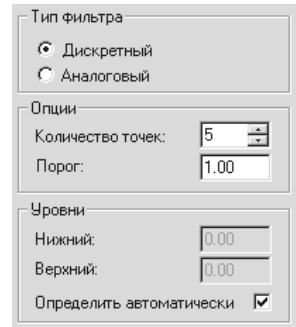 Тип фильтра
Дискретный
Аналоговый
Опции
Количество точек: 5
Порог: 1.00
Уровни
Нижний: 0.00
Верхний: 0.00
Определить автоматически